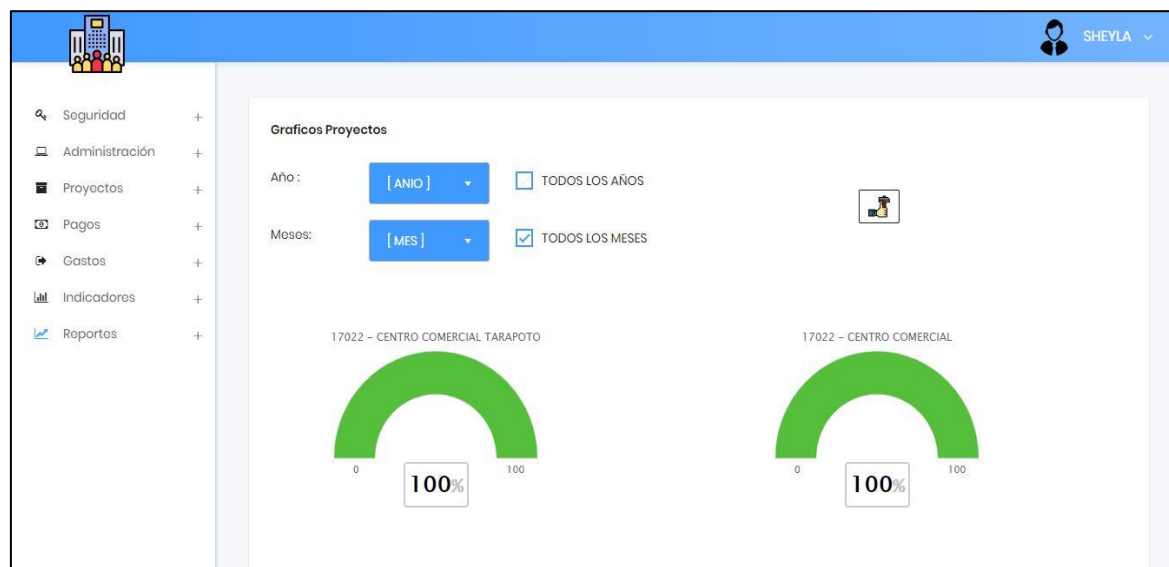 SHEYLA
Seguridad +
Administración +
Proyectos +
Pagos +
Gastos +
Indicadores +
Reportes +
Graficos Proyectos
Año : [ ANIO ] TODOS LOS AÑOS
Meses: [ MES ] TODOS LOS MESES
17022 - CENTRO COMERCIAL TARAPOTO
0 100
100%
17022 - CENTRO COMERCIAL
0 100
100%